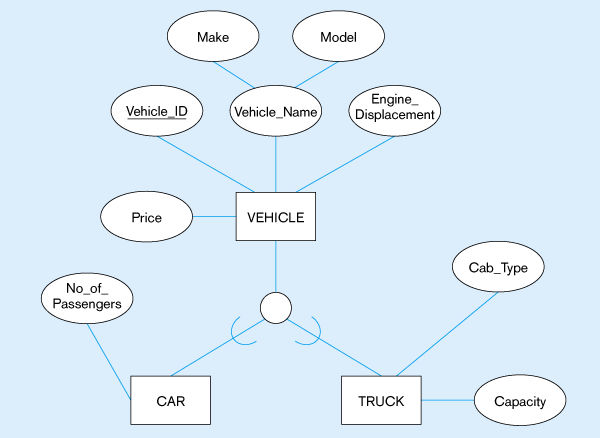 Make
Model
Vehicle_ID
Vehicle_Name
Engine_
Displacement
Price
VEHICLE
Cab_Type
No_of_
Passengers
CAR
TRUCK
Capacity